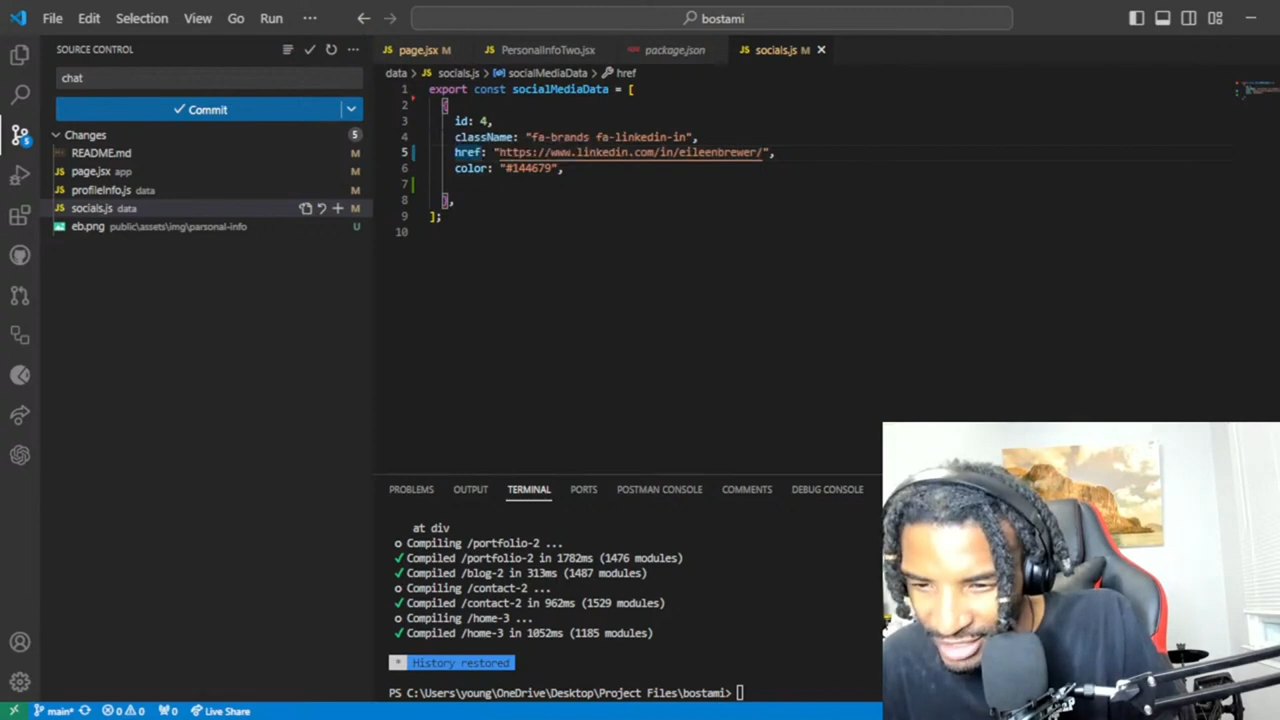 File Edit Selection View Go Run ··· bostami
SOURCE CONTROL
chat
Commit
Changes 5
README.md M
page.jsx app M
profileInfo.js data M
socials.js data M
eb.png public\assets\img\parsonal-info U
page.jsx M PersonalInfoTwo.jsx package.json socials.js M
data > socials.js > socialMediaData > href
1 export const socialMediaData = [
2 {
3 id: 4,
4 className: "fa-brands fa-linkedin-in",
5 href: "https://www.linkedin.com/in/eileenbrewer/",
6 color: "#144679",
7
8 },
9 ];
10
PROBLEMS OUTPUT TERMINAL PORTS POSTMAN CONSOLE COMMENTS DEBUG CONSOLE
at div
○ Compiling /portfolio-2 ...
✓ Compiled /portfolio-2 in 1782ms (1476 modules)
✓ Compiled /blog-2 in 313ms (1487 modules)
○ Compiling /contact-2 ...
✓ Compiled /contact-2 in 962ms (1529 modules)
○ Compiling /home-3 ...
✓ Compiled /home-3 in 1052ms (1185 modules)
* History restored
PS C:\Users\young\OneDrive\Desktop\Project Files\bostami>
main* 0 0 0 Live Share